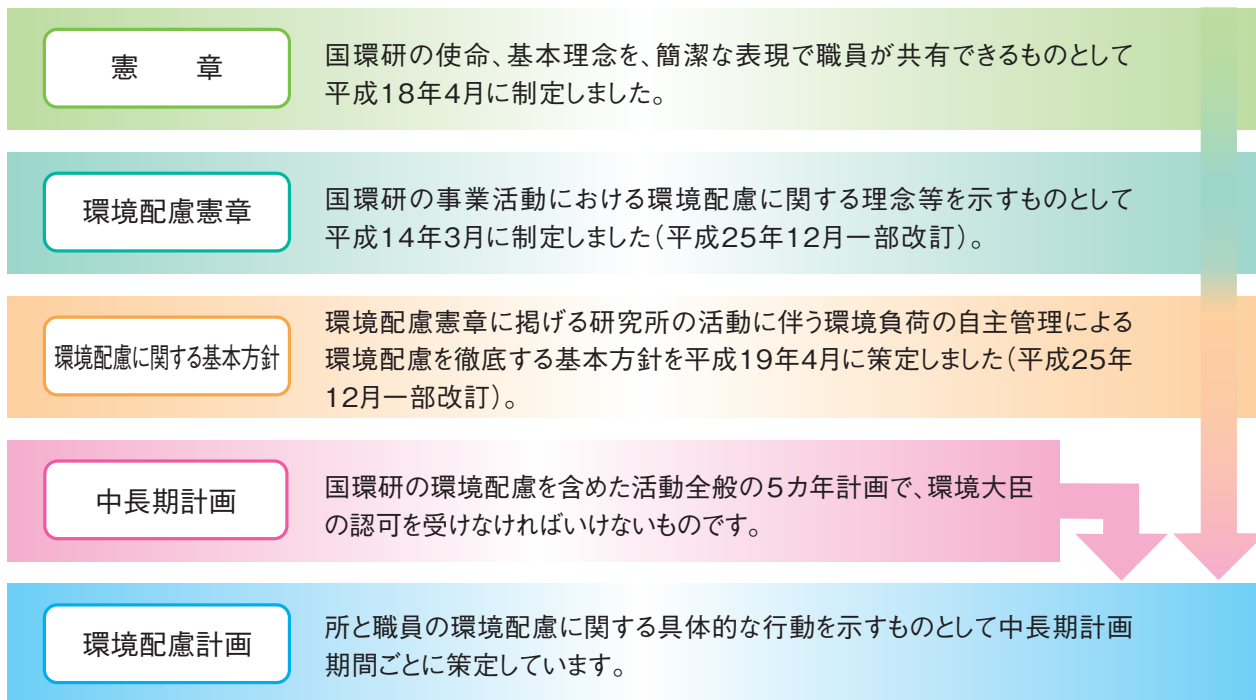 憲　章
国環研の使命、基本理念を、簡潔な表現で職員が共有できるものとして
平成18年4月に制定しました。
環境配慮憲章
国環研の事業活動における環境配慮に関する理念等を示すものとして
平成14年3月に制定しました（平成25年12月一部改訂）。
環境配慮に関する基本方針
環境配慮憲章に掲げる研究所の活動に伴う環境負荷の自主管理による
環境配慮を徹底する基本方針を平成19年4月に策定しました（平成25年
12月一部改訂）。
中長期計画
国環研の環境配慮を含めた活動全般の5カ年計画で、環境大臣
の認可を受けなければいけないものです。
環境配慮計画
所と職員の環境配慮に関する具体的な行動を示すものとして中長期計画
期間ごとに策定しています。